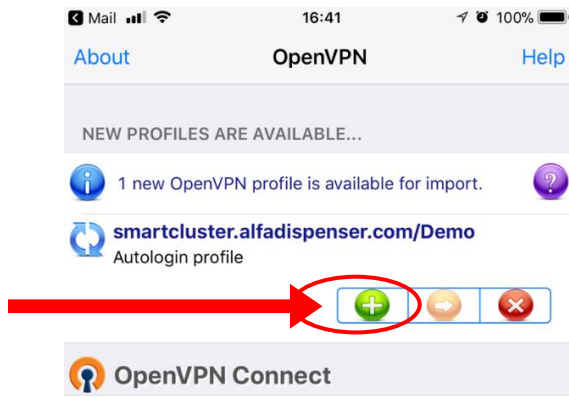 Mail 16:41 100%
About OpenVPN Help
NEW PROFILES ARE AVAILABLE...
1 new OpenVPN profile is available for import.
smartcluster.alfadispenser.com/Demo
Autologin profile
OpenVPN Connect